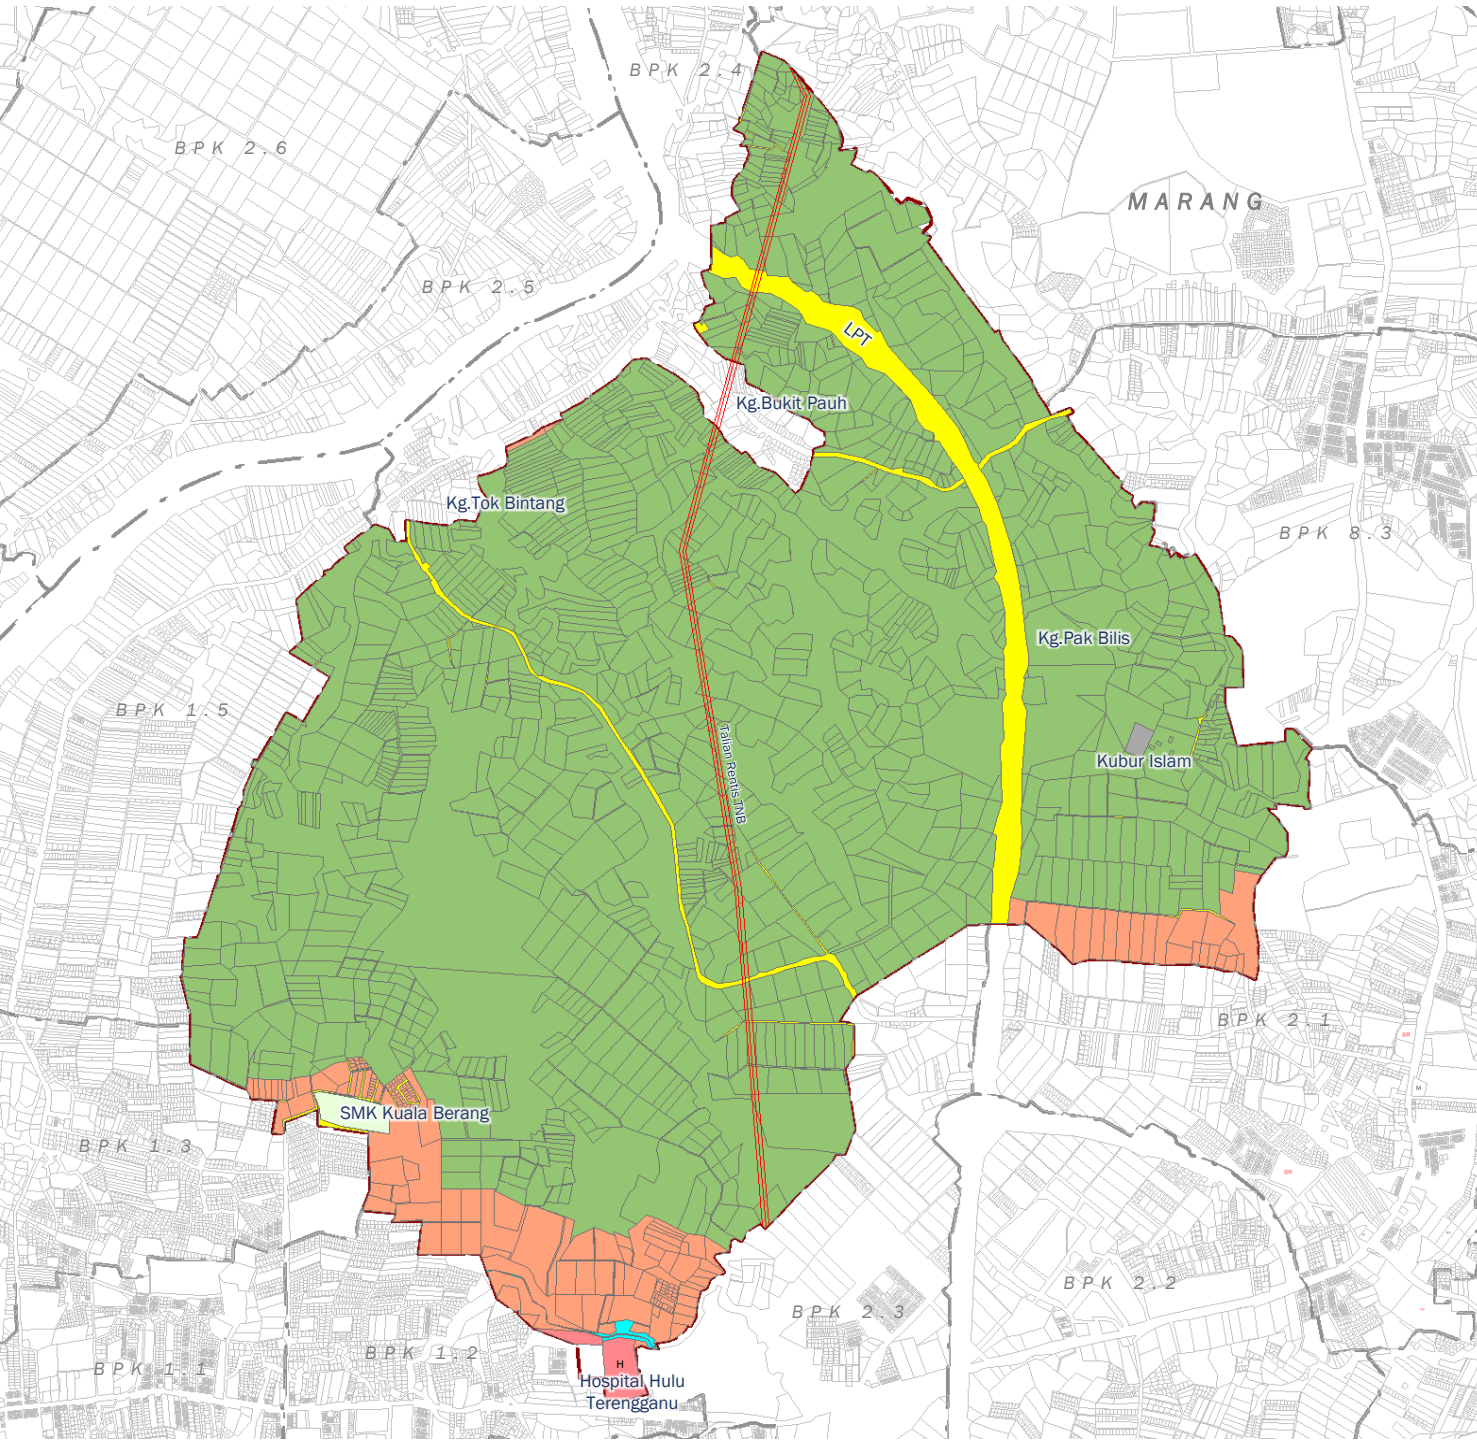 BPK 2.4
BPK 2.6
MARANG
BPK 2.5
LPT
Kg.Bukit Pauh
Kg.Tok Bintang
BPK 8.3
Kg.Pak Bilis
BPK 1.5
Talian Rentis TNB
Kubur Islam
BPK 2.1
SR
M
SMK Kuala Berang
BPK 1.3
SR
BPK 2.2
BPK 2.3
BPK 1.2
H
BPK 1.1
Hospital Hulu
Terengganu